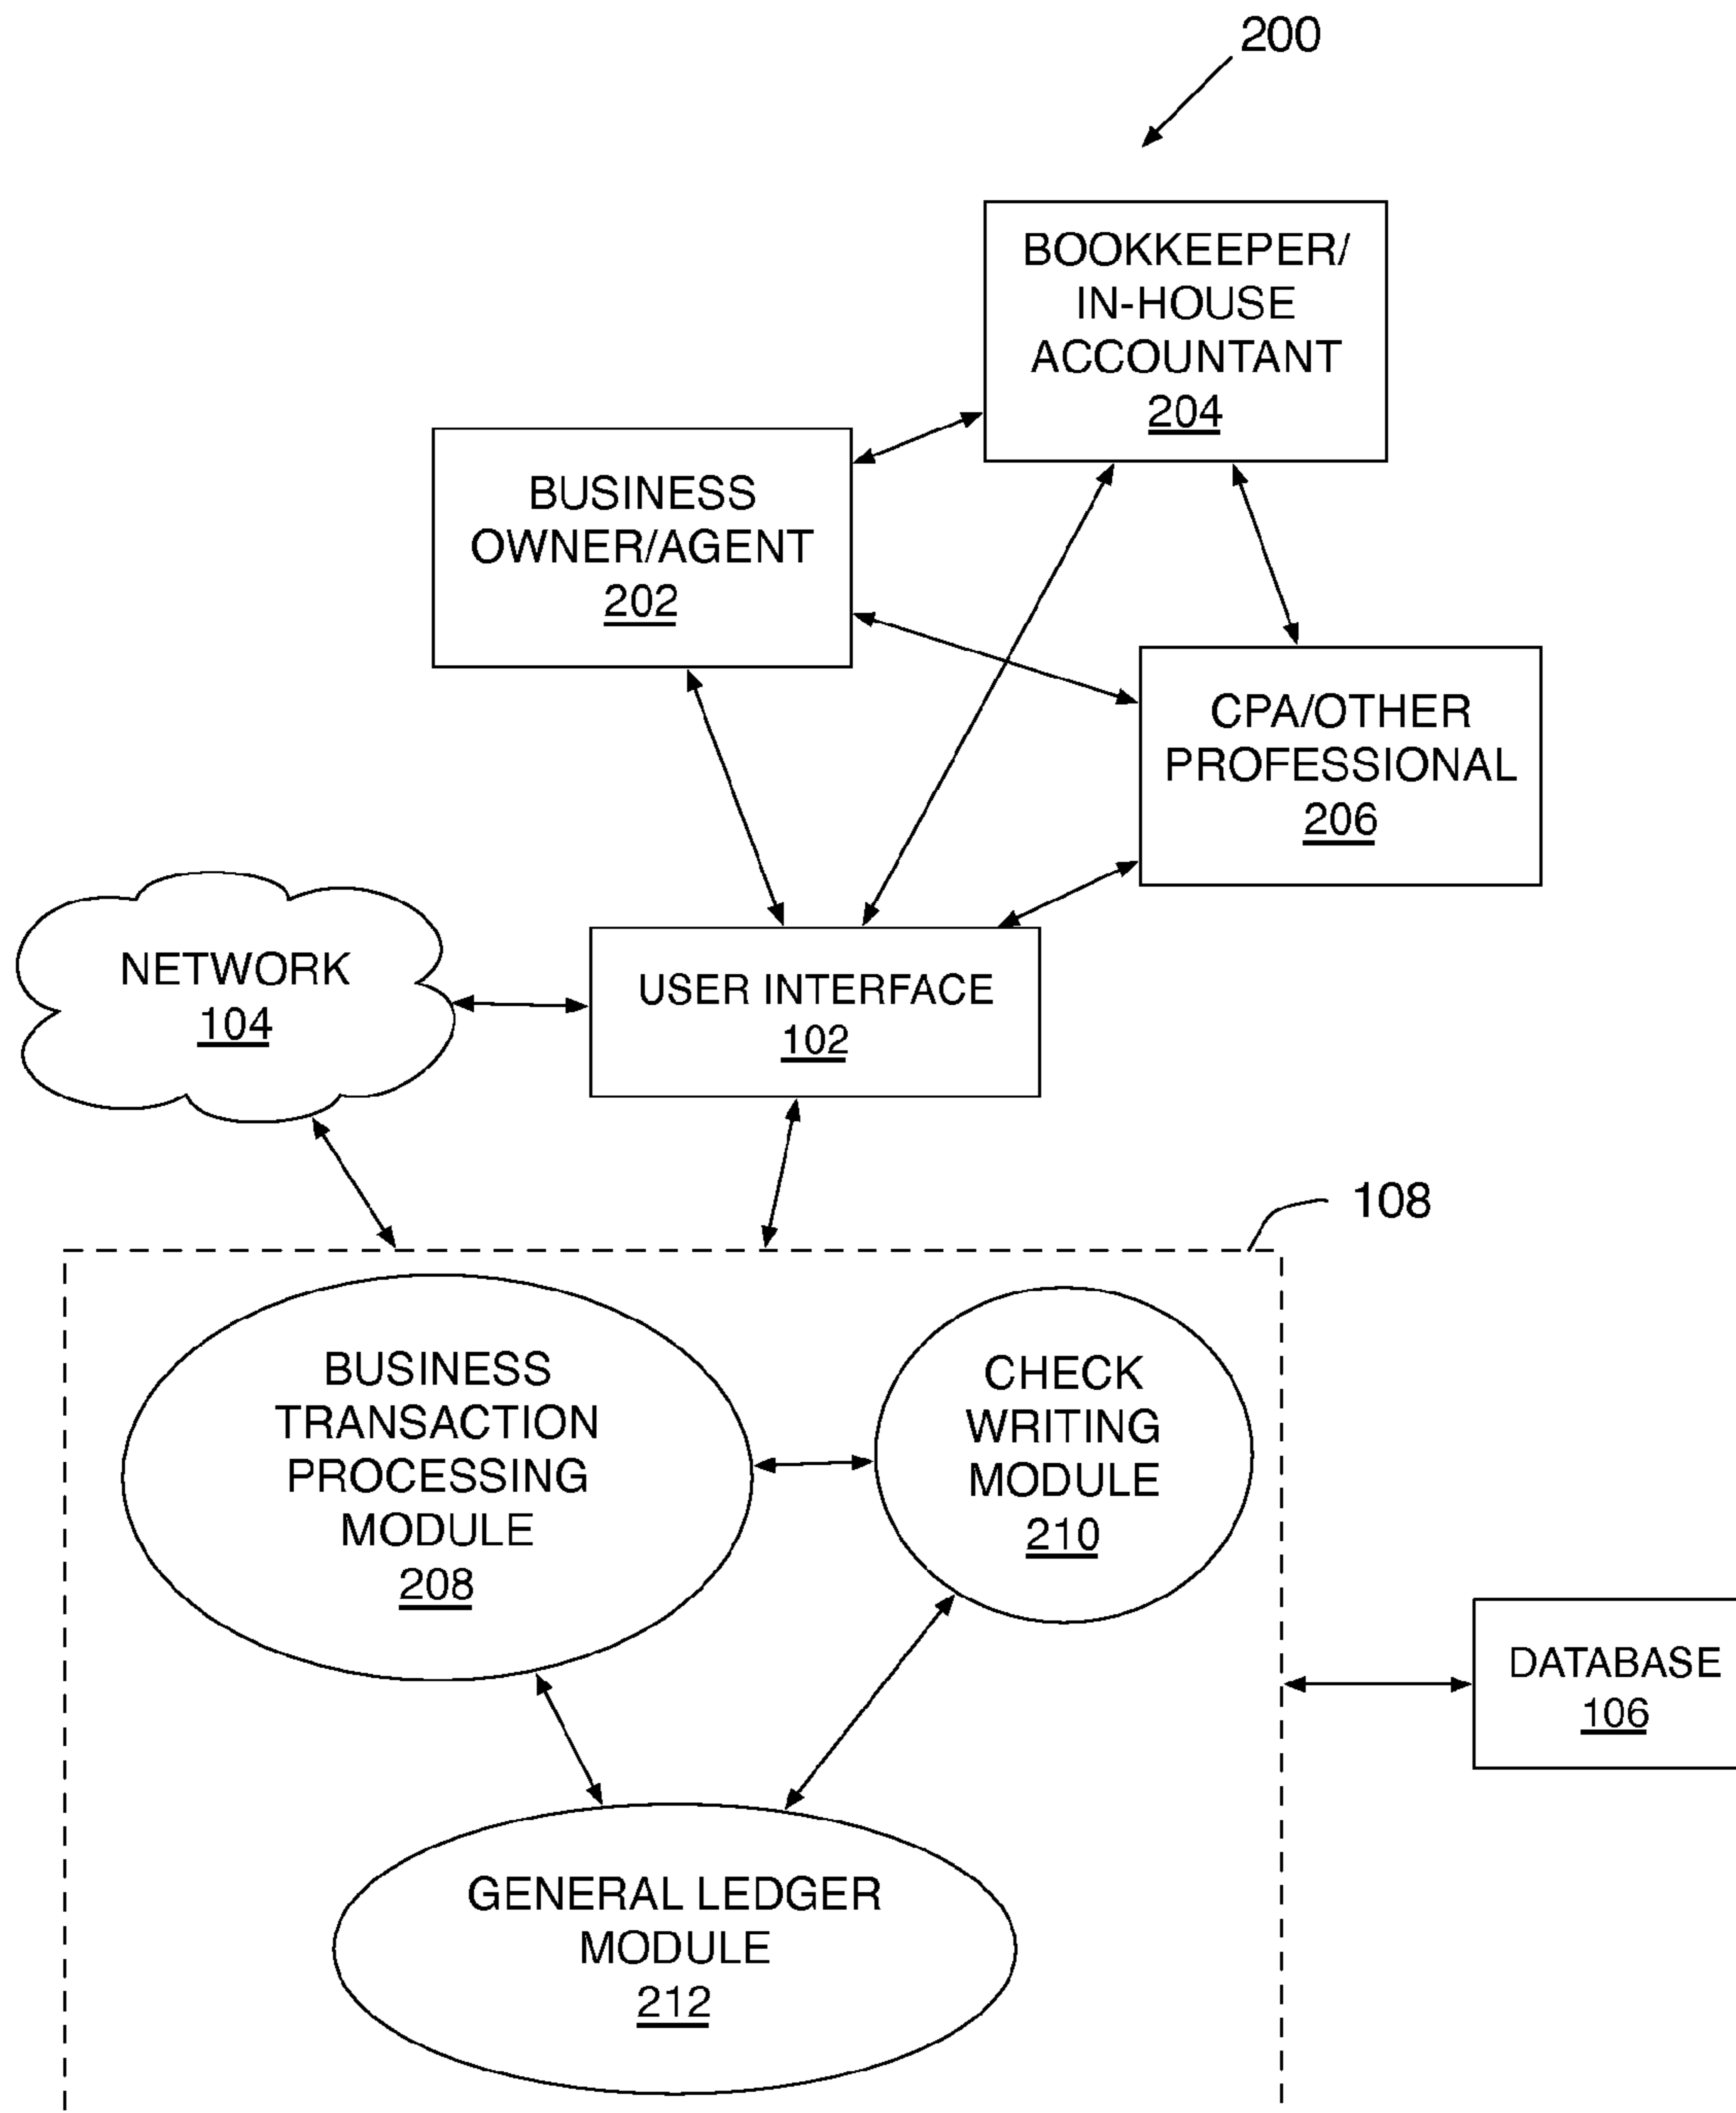 200
BOOKKEEPER/
IN-HOUSE
ACCOUNTANT
204
BUSINESS
OWNER/AGENT
202
CPA/OTHER
PROFESSIONAL
206
NETWORK
104
USER INTERFACE
102
108
BUSINESS
TRANSACTION
PROCESSING
MODULE
208
CHECK
WRITING
MODULE
210
DATABASE
106
GENERAL LEDGER
MODULE
212